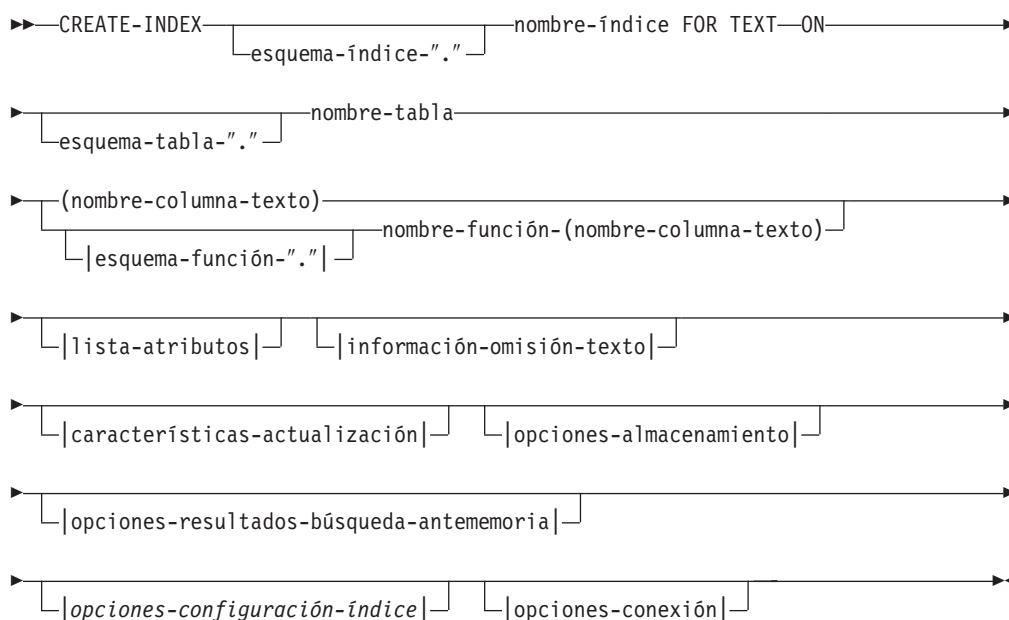 CREATE-INDEX nombre-índice FOR TEXT ON
esquema-índice-"."
nombre-tabla
esquema-tabla-"."
(nombre-columna-texto)
nombre-función-(nombre-columna-texto)
|esquema-función-"."|
|lista-atributos| |información-omisión-texto|
|características-actualización| |opciones-almacenamiento|
|opciones-resultados-búsqueda-antememoria|
|opciones-configuración-índice| |opciones-conexión|